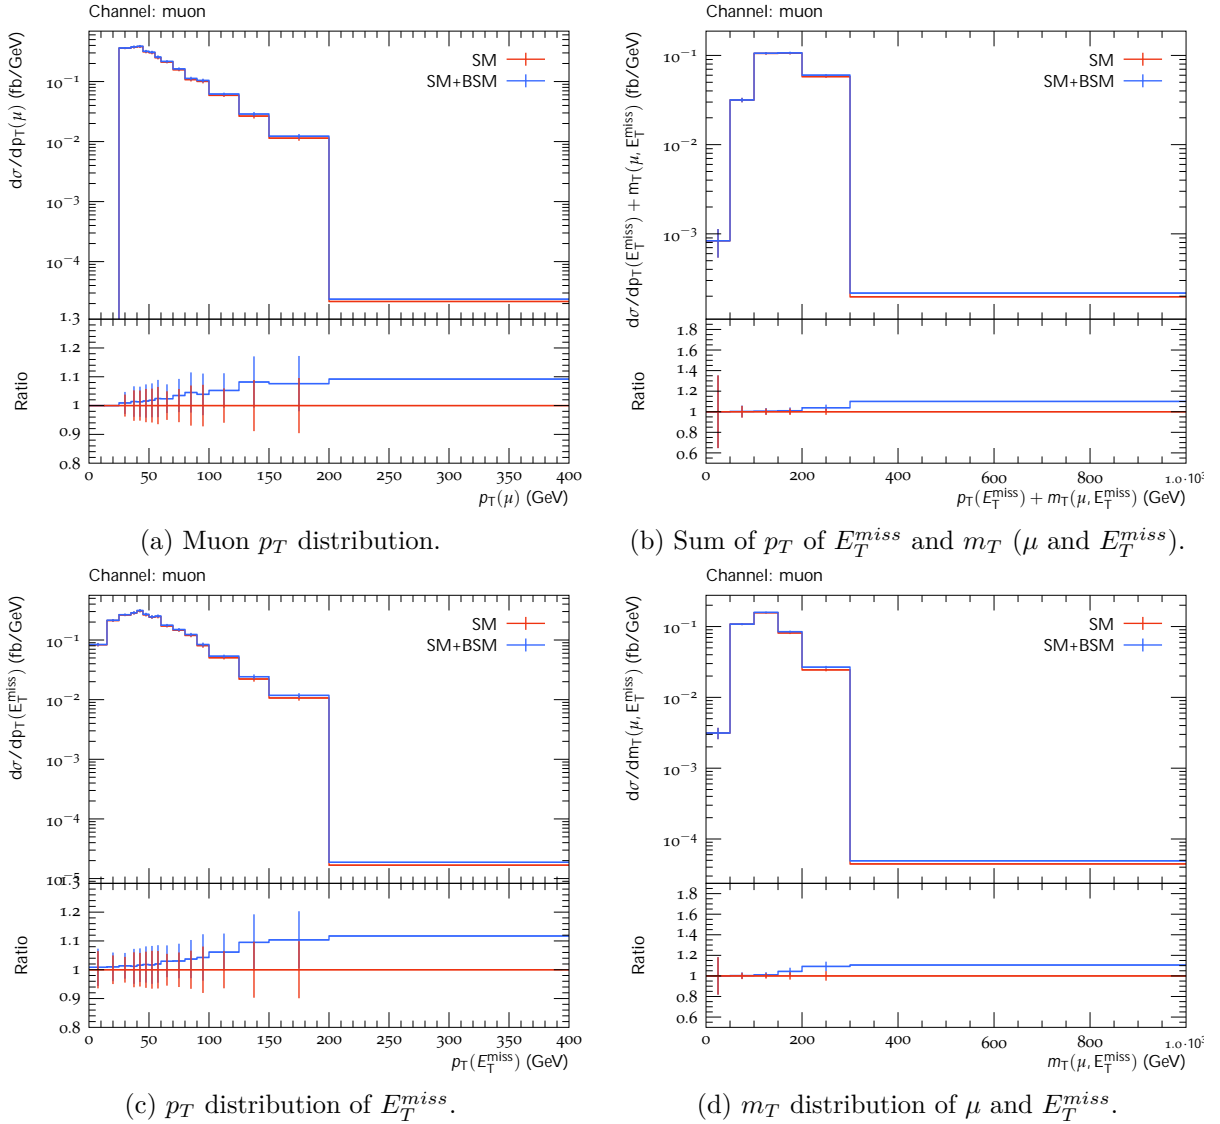 Channel: muon
dσ/dp_T(μ) (fb/GeV)
SM
SM+BSM
10^−1
10^−2
10^−3
10^−4
1.3
1.2
1.1
1
0.9
0.8
Ratio
0 50 100 150 200 250 300 350 400
p_T(μ) (GeV)
(a) Muon p_T distribution.
Channel: muon
dσ/dp_T(E_T^miss) + m_T(μ, E_T^miss) (fb/GeV)
SM
SM+BSM
10^−1
10^−2
10^−3
1.8
1.6
1.4
1.2
1
0.8
0.6
Ratio
0 200 400 600 800 1.0·10^3
p_T(E_T^miss) + m_T(μ, E_T^miss) (GeV)
(b) Sum of p_T of E_T^miss and m_T (μ and E_T^miss).
Channel: muon
dσ/dp_T(E_T^miss) (fb/GeV)
SM
SM+BSM
10^−1
10^−2
10^−3
10^−4
10^−5
1.3
1.2
1.1
1
0.9
0.8
Ratio
0 50 100 150 200 250 300 350 400
p_T(E_T^miss) (GeV)
(c) p_T distribution of E_T^miss.
Channel: muon
dσ/dm_T(μ, E_T^miss) (fb/GeV)
SM
SM+BSM
10^−1
10^−2
10^−3
10^−4
1.8
1.6
1.4
1.2
1
0.8
0.6
Ratio
0 200 400 600 800 1.0·10^3
m_T(μ, E_T^miss) (GeV)
(d) m_T distribution of μ and E_T^miss.